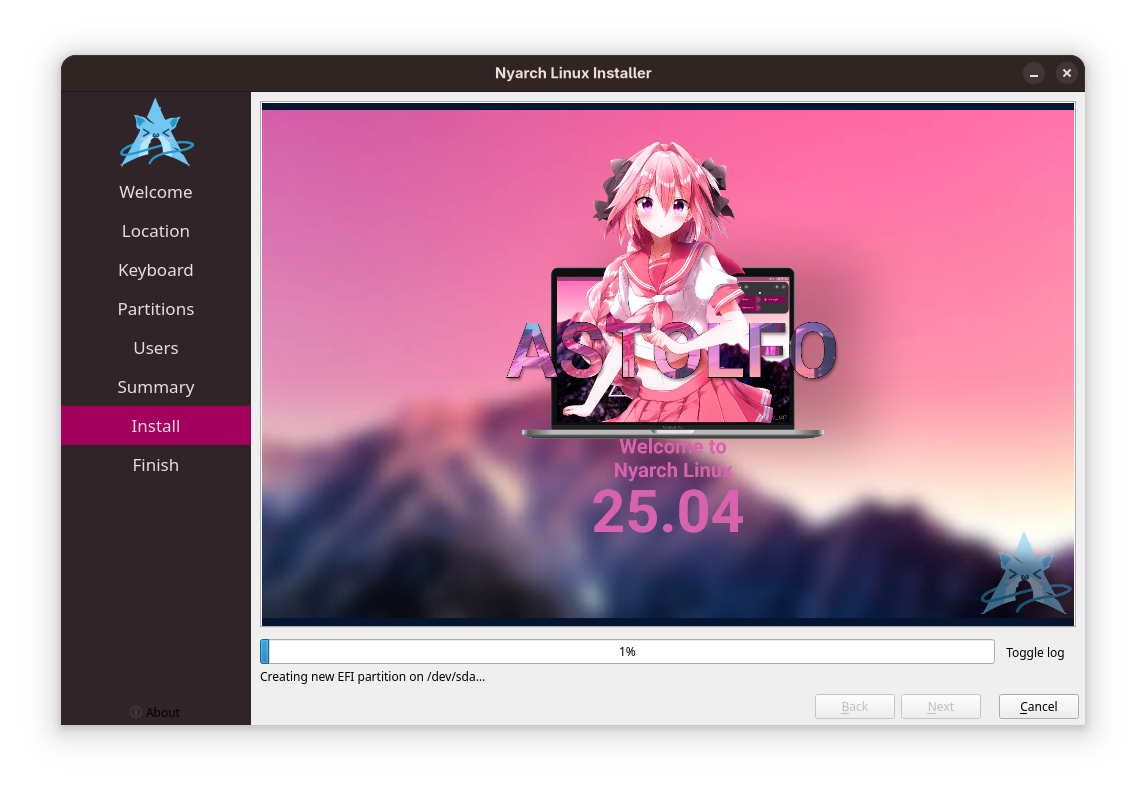 Nyarch Linux Installer
Welcome
Location
Keyboard
Partitions
Users
Summary
Install
Finish
About
ASTOLFO
Welcome to
Nyarch Linux
25.04
1%
Toggle log
Creating new EFI partition on /dev/sda...
Back
Next
Cancel